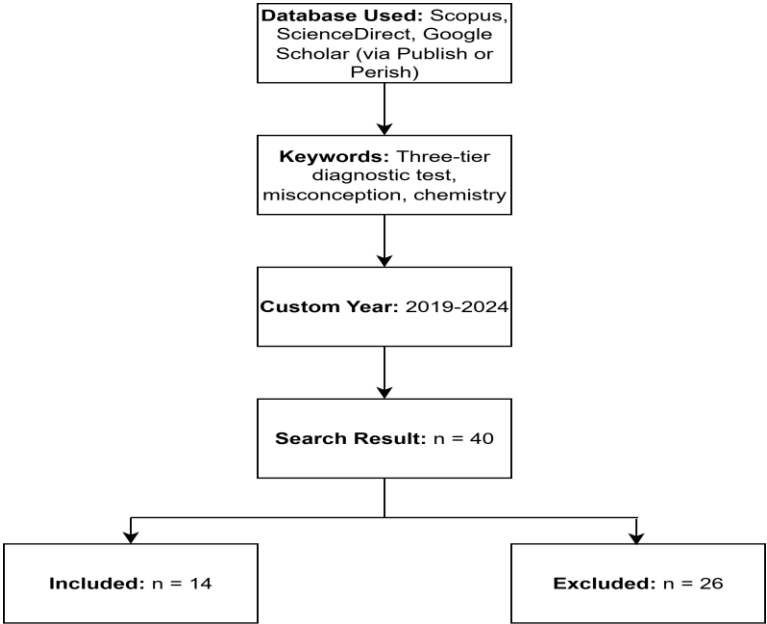 Database Used: Scopus,
ScienceDirect, Google
Scholar (via Publish or
Perish)
Keywords: Three-tier
diagnostic test,
misconception, chemistry
Custom Year: 2019-2024
Search Result: n = 40
Included: n = 14
Excluded: n = 26